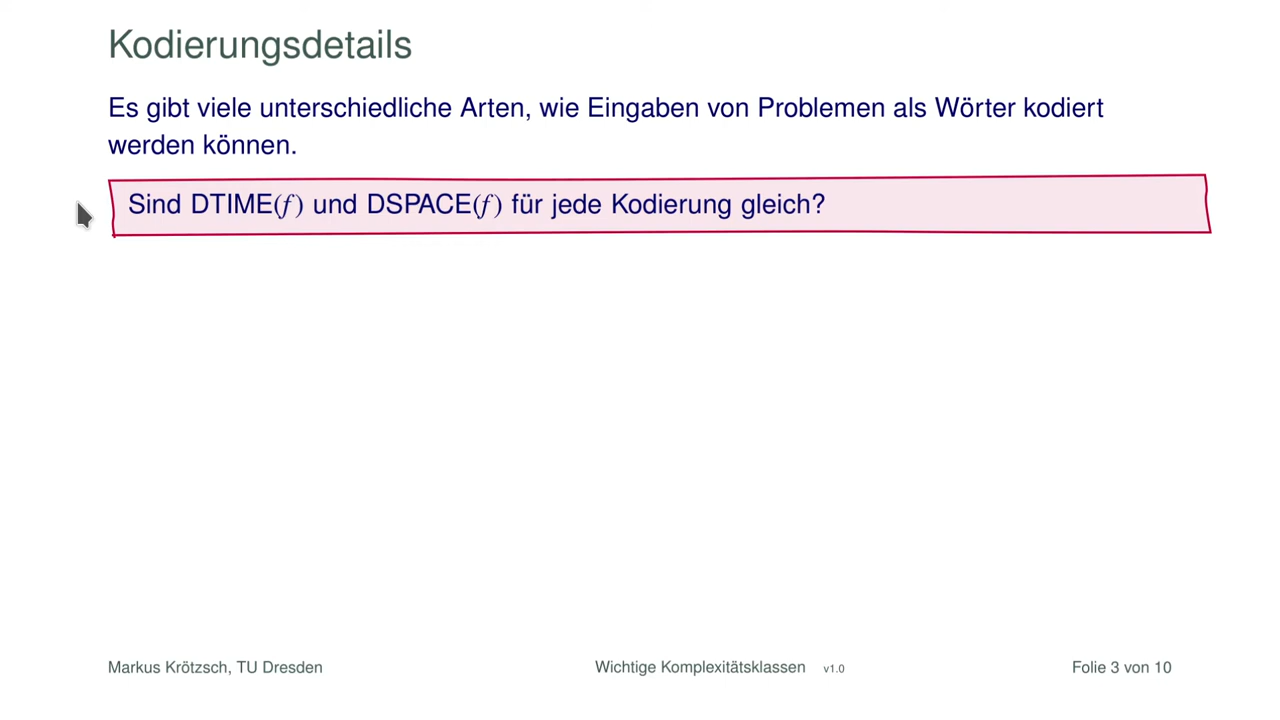 Kodierungsdetails
Es gibt viele unterschiedliche Arten, wie Eingaben von Problemen als Wörter kodiert
werden können.
Sind DTIME(f) und DSPACE(f) für jede Kodierung gleich?
Markus Krötzsch, TU Dresden Wichtige Komplexitätsklassen v1.0 Folie 3 von 10